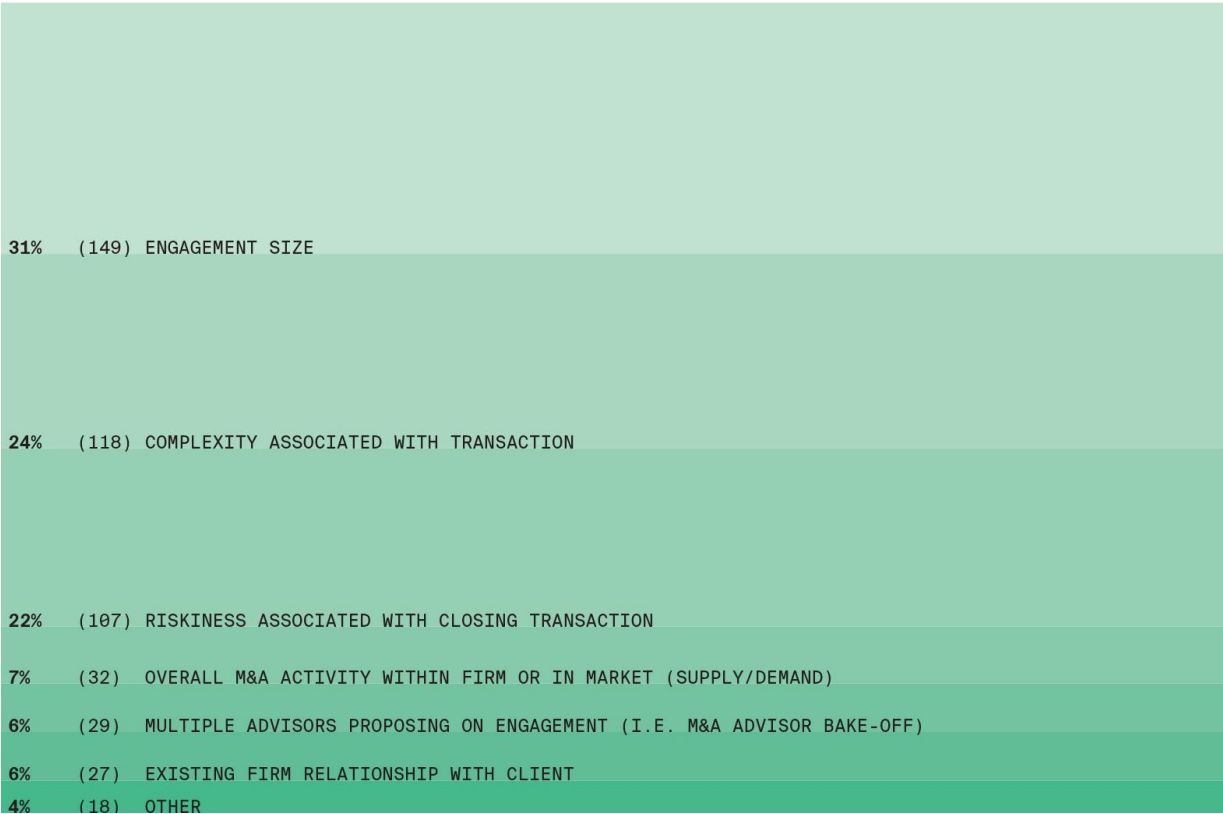 31% (149) ENGAGEMENT SIZE
24% (118) COMPLEXITY ASSOCIATED WITH TRANSACTION
22% (107) RISKINESS ASSOCIATED WITH CLOSING TRANSACTION
7% (32) OVERALL M&A ACTIVITY WITHIN FIRM OR IN MARKET (SUPPLY/DEMAND)
6% (29) MULTIPLE ADVISORS PROPOSING ON ENGAGEMENT (I.E. M&A ADVISOR BAKE-OFF)
6% (27) EXISTING FIRM RELATIONSHIP WITH CLIENT
4% (18) OTHER